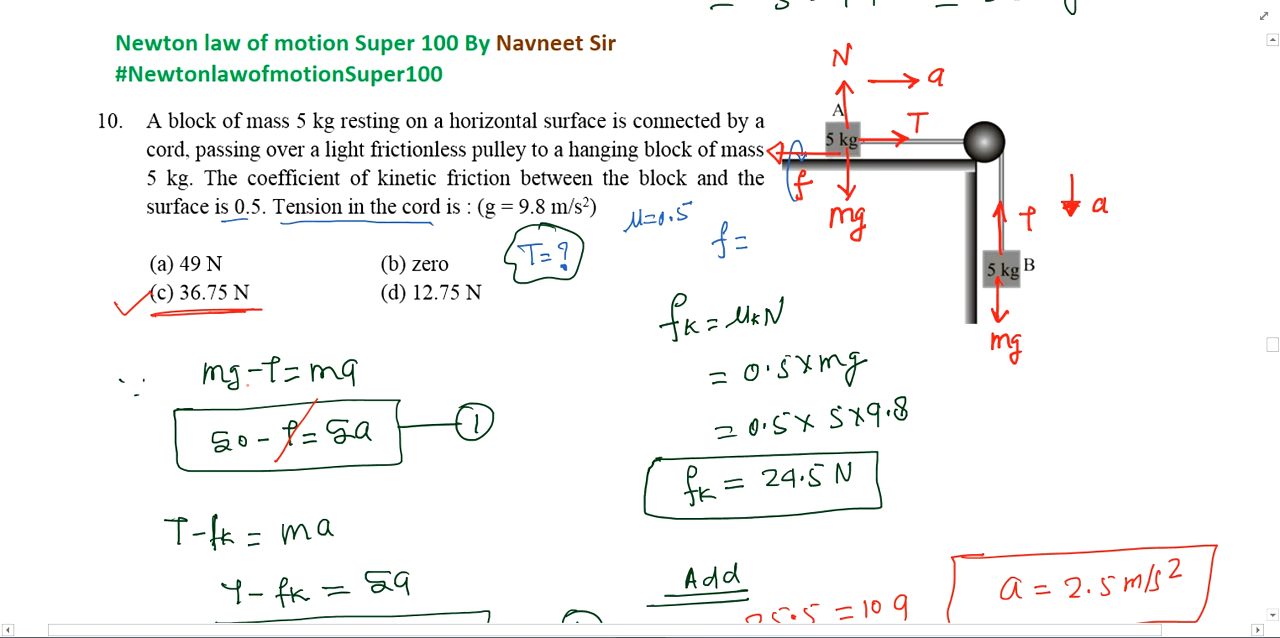 Newton law of motion Super 100 By Navneet Sir
#NewtonlawofmotionSuper100
10. A block of mass 5 kg resting on a horizontal surface is connected by a
cord, passing over a light frictionless pulley to a hanging block of mass
5 kg. The coefficient of kinetic friction between the block and the
surface is 0.5. Tension in the cord is : (g = 9.8 m/s²)
(a) 49 N (b) zero
(c) 36.75 N (d) 12.75 N
T=?
μ=0.5
f=
N
a
A
5 kg
T
f
mg
T
a
5 kg B
mg
mg-T=ma
50-T=5a ①
T-fk = ma
T-fk = 5a
fk = μkN
= 0.5×mg
= 0.5×5×9.8
fk = 24.5 N
Add
25.5 = 10a
a = 2.5 m/s²